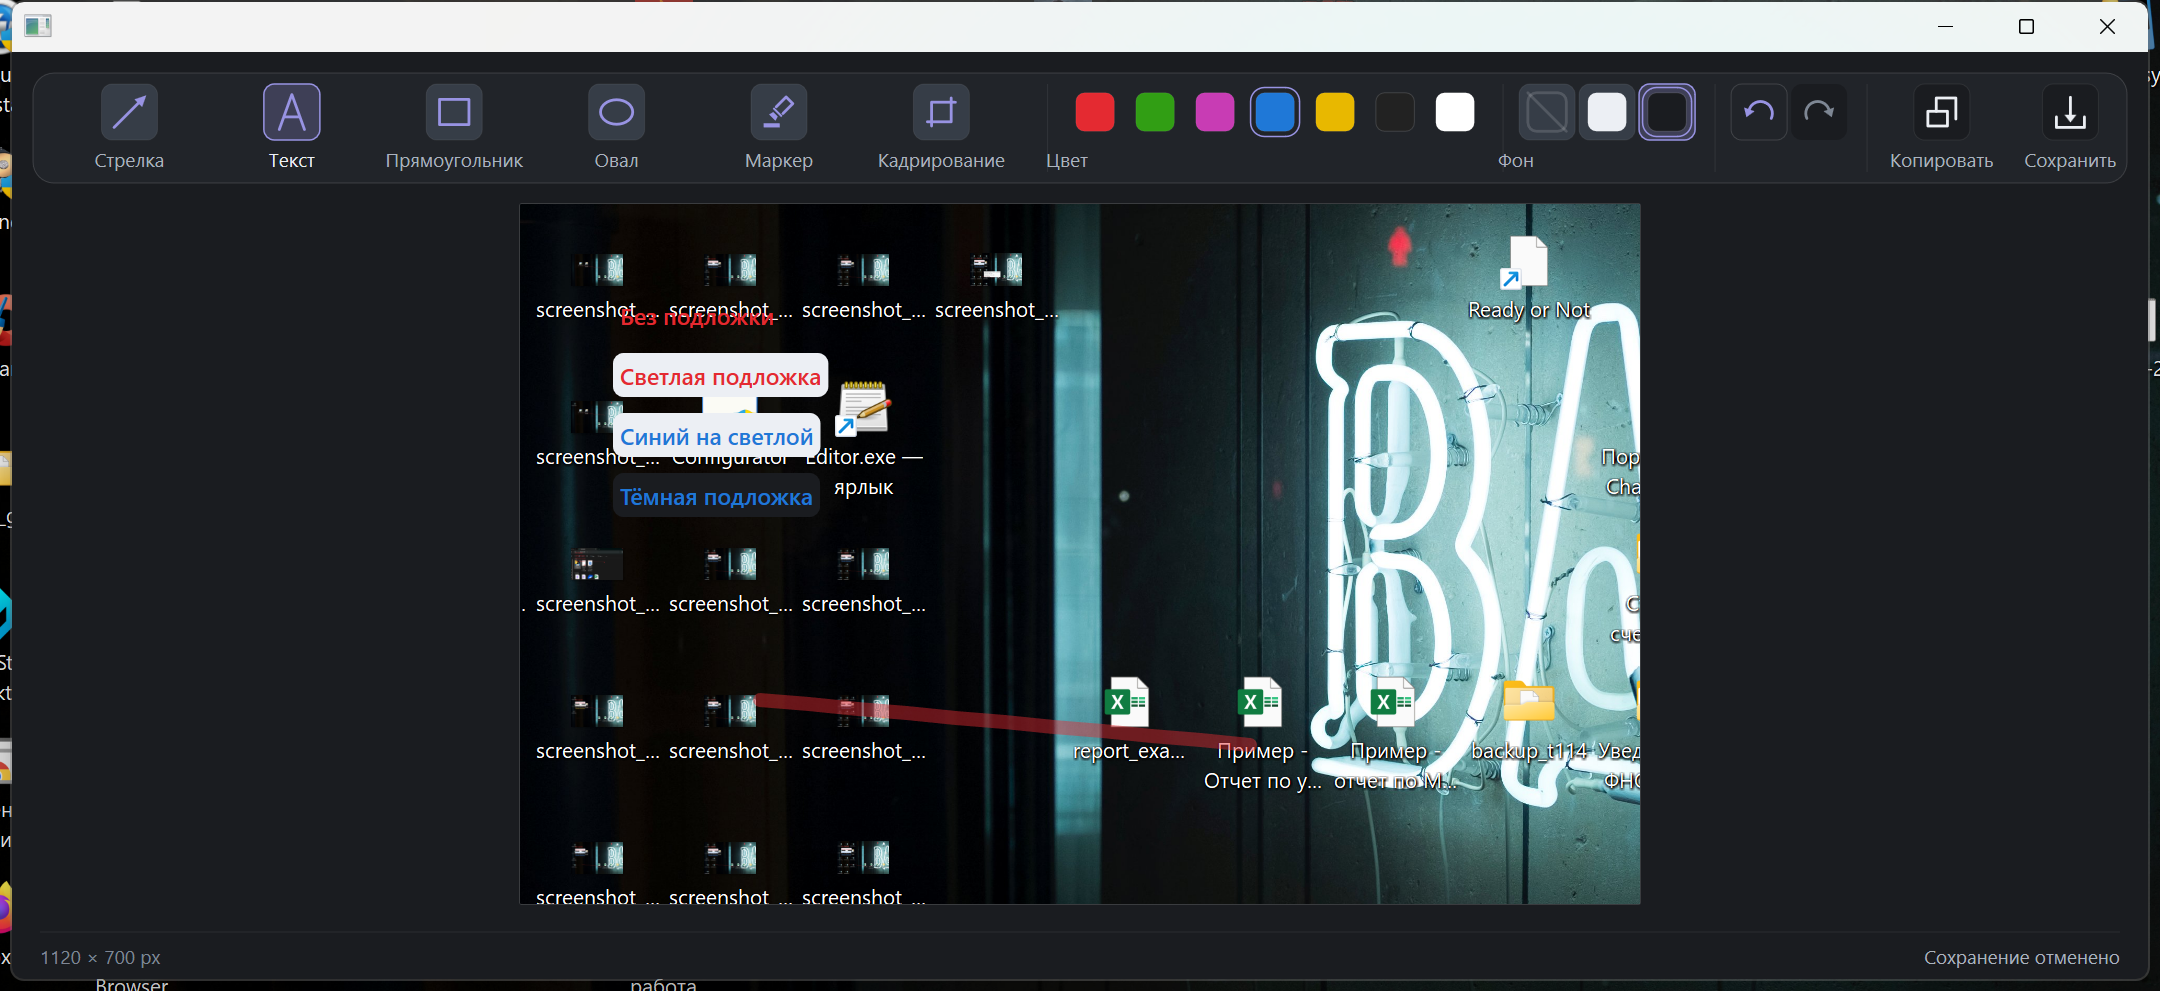 Стрелка
Текст
Прямоугольник
Овал
Маркер
Кадрирование
Цвет
Фон
Копировать
Сохранить
screenshot_... screenshot_... screenshot_... screenshot_...
Ready or Not
Без подложки
Светлая подложка
Синий на светлой
screenshot_... Configurator Editor.exe —
ярлык
Тёмная подложка
screenshot_... screenshot_... screenshot_...
screenshot_... screenshot_... screenshot_...
report_exa...
Пример -
Отчет по у...
Пример -
отчет по М...
backup_t114
screenshot_... screenshot_... screenshot_...
1120 × 700 px
Сохранение отменено
Browser
работа